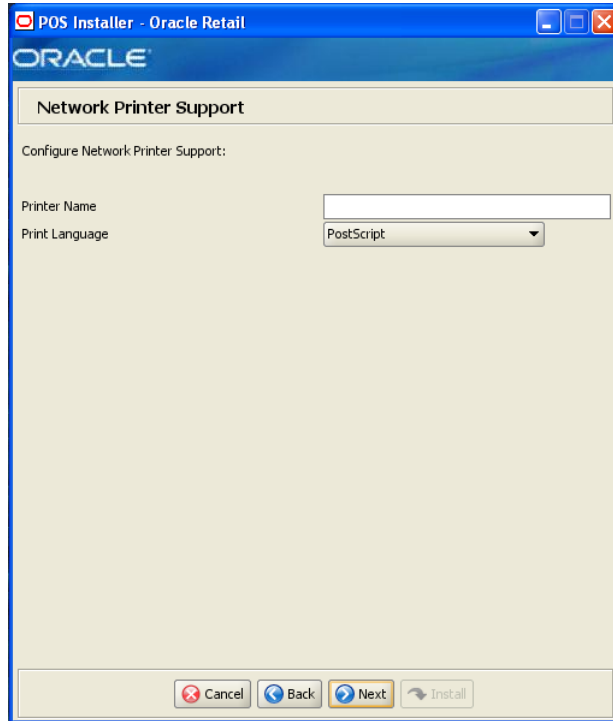 POS Installer - Oracle Retail
ORACLE
Network Printer Support
Configure Network Printer Support:
Printer Name
Print Language PostScript
Cancel Back Next Install